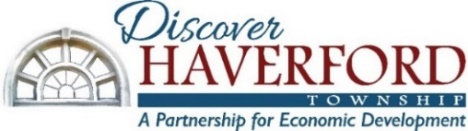 Discover
HAVERFORD
TOWNSHIP
A Partnership for Economic Development